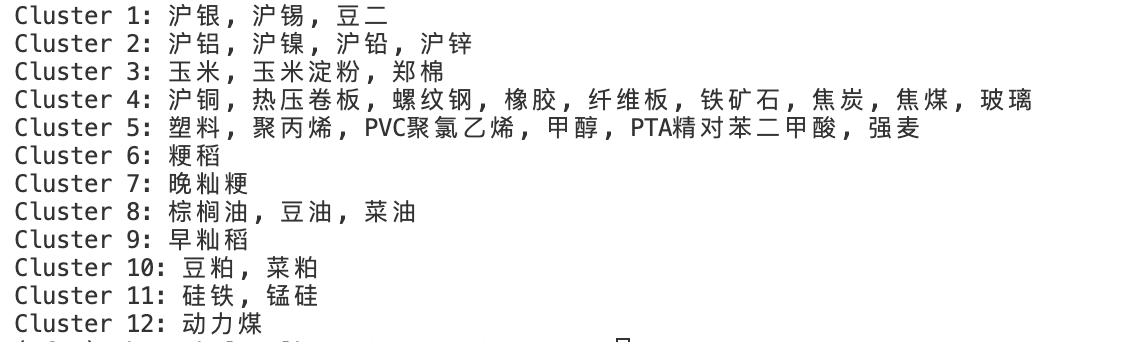 Cluster 1: 沪银, 沪锡, 豆二
Cluster 2: 沪铝, 沪镍, 沪铅, 沪锌
Cluster 3: 玉米, 玉米淀粉, 郑棉
Cluster 4: 沪铜, 热压卷板, 螺纹钢, 橡胶, 纤维板, 铁矿石, 焦炭, 焦煤, 玻璃
Cluster 5: 塑料, 聚丙烯, PVC聚氯乙烯, 甲醇, PTA精对苯二甲酸, 强麦
Cluster 6: 粳稻
Cluster 7: 晚籼粳
Cluster 8: 棕榈油, 豆油, 菜油
Cluster 9: 早籼稻
Cluster 10: 豆粕, 菜粕
Cluster 11: 硅铁, 锰硅
Cluster 12: 动力煤